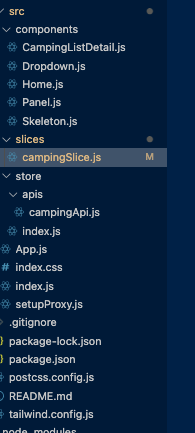 src
components
CampingListDetail.js
Dropdown.js
Home.js
Panel.js
Skeleton.js
slices
campingSlice.js M
store
apis
campingApi.js
index.js
App.js
# index.css
index.js
setupProxy.js
.gitignore
{} package-lock.json
{} package.json
postcss.config.js
README.md
tailwind.config.js
node_modules